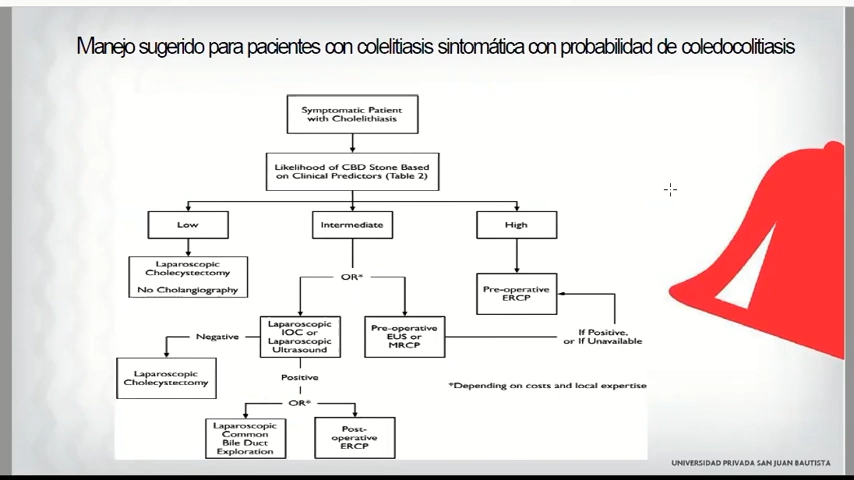 Manejo sugerido para pacientes con colelitiasis sintomática con probabilidad de coledocolitiasis
Symptomatic Patient
with Cholelithiasis
Likelihood of CBD Stone Based
on Clinical Predictors (Table 2)
Low
Intermediate
High
Laparoscopic
Cholecystectomy
No Cholangiography
OR*
Pre-operative
ERCP
Negative
Laparoscopic
IOC or
Laparoscopic
Ultrasound
Pre-operative
EUS or
MRCP
If Positive,
or If Unavailable
Laparoscopic
Cholecystectomy
Positive
*Depending on costs and local expertise
OR*
Laparoscopic
Common
Bile Duct
Exploration
Post-
operative
ERCP
UNIVERSIDAD PRIVADA SAN JUAN BAUTISTA